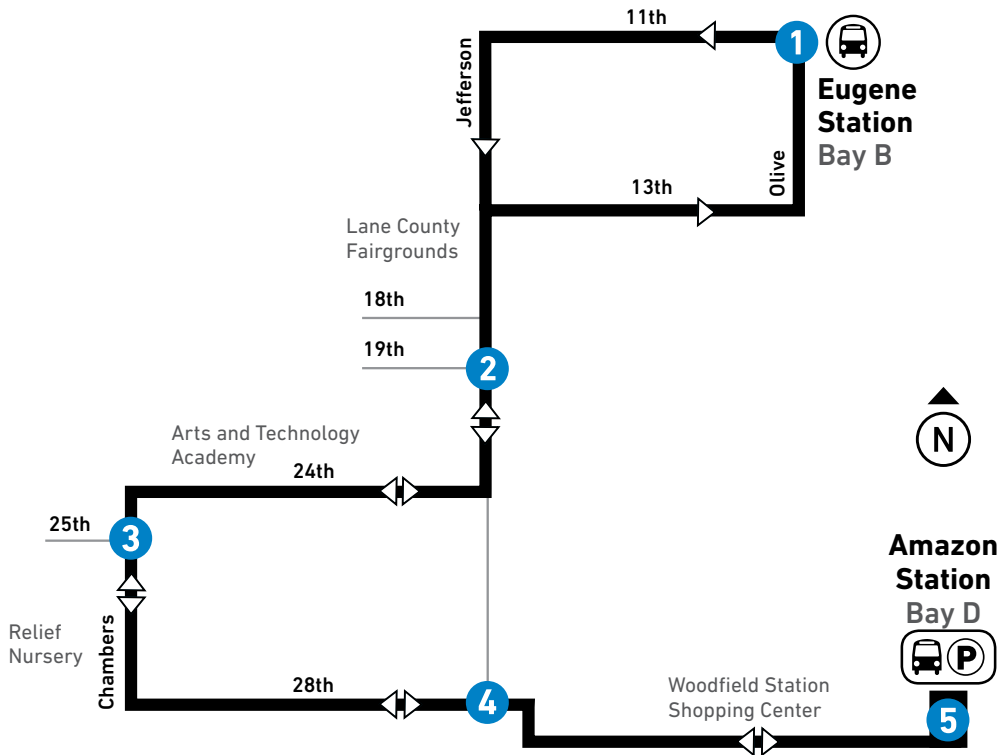 11th
1
Eugene
Station
Bay B
Jefferson
Olive
13th
Lane County
Fairgrounds
18th
19th
2
N
Arts and Technology
Academy
24th
25th
3
Amazon
Station
Bay D
P
Relief
Nursery
Chambers
28th
4
Woodfield Station
Shopping Center
5